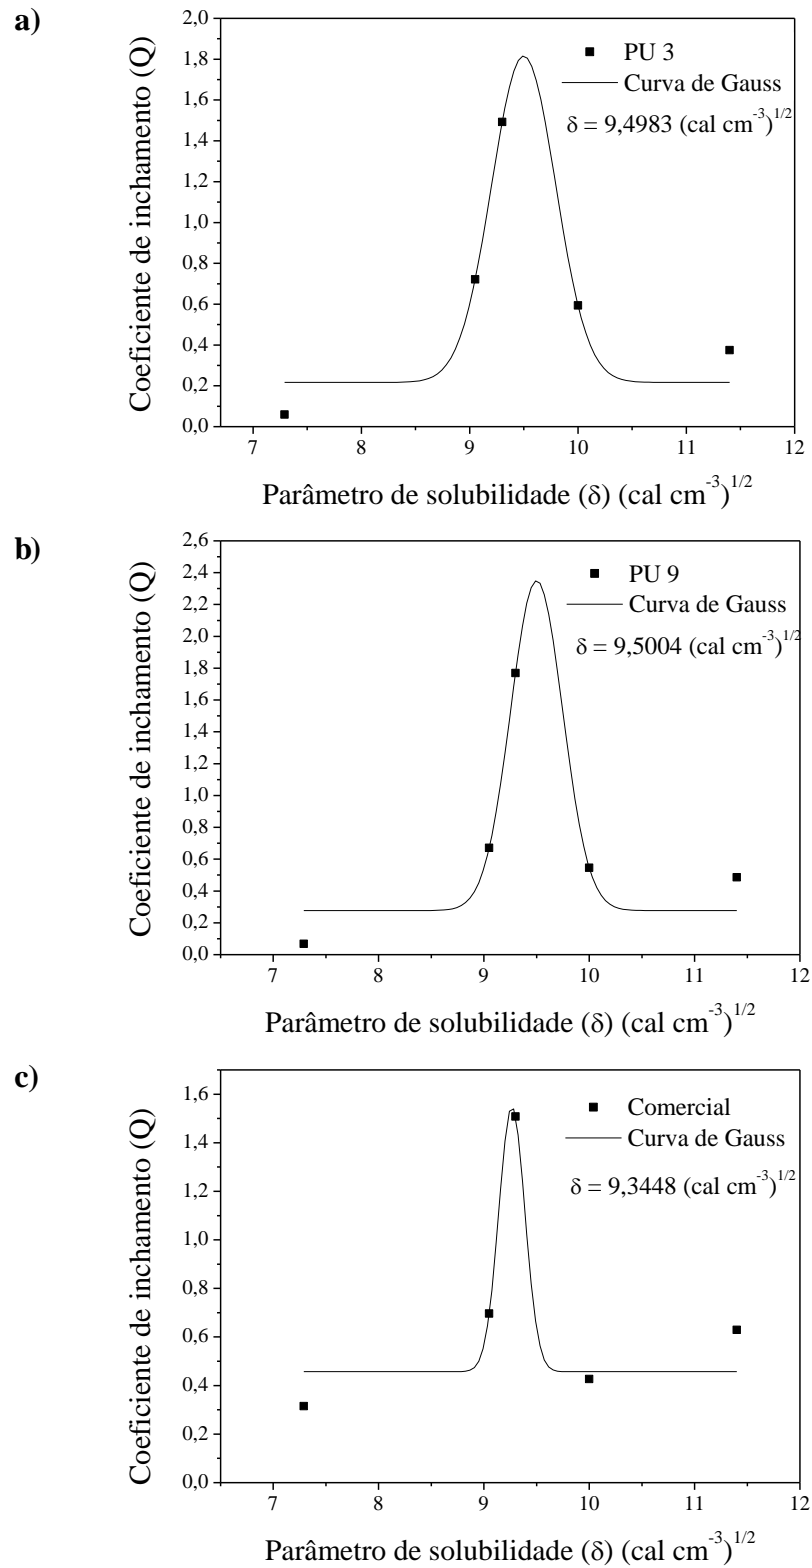 a)
2,0
1,8
1,6
1,4
1,2
1,0
0,8
0,6
0,4
0,2
0,0
Coeficiente de inchamento (Q)
PU 3
Curva de Gauss
δ = 9,4983 (cal cm⁻³)¹/²
7 8 9 10 11 12
Parâmetro de solubilidade (δ) (cal cm⁻³)¹/²
b)
2,6
2,4
2,2
2,0
1,8
1,6
1,4
1,2
1,0
0,8
0,6
0,4
0,2
0,0
Coeficiente de inchamento (Q)
PU 9
Curva de Gauss
δ = 9,5004 (cal cm⁻³)¹/²
7 8 9 10 11 12
Parâmetro de solubilidade (δ) (cal cm⁻³)¹/²
c)
1,6
1,4
1,2
1,0
0,8
0,6
0,4
0,2
0,0
Coeficiente de inchamento (Q)
Comercial
Curva de Gauss
δ = 9,3448 (cal cm⁻³)¹/²
7 8 9 10 11 12
Parâmetro de solubilidade (δ) (cal cm⁻³)¹/²